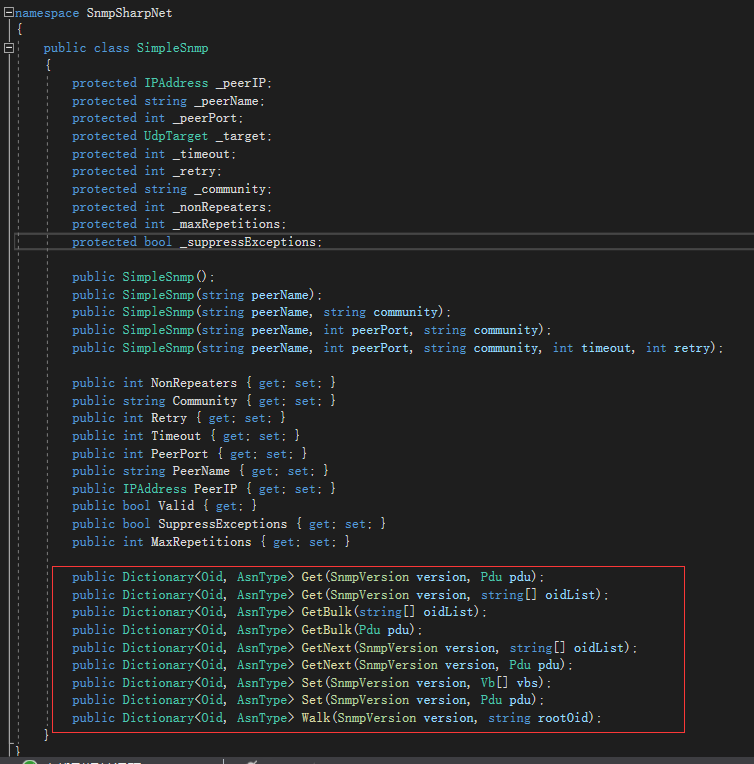 namespace SnmpSharpNet
{
public class SimpleSnmp
{
protected IPAddress _peerIP;
protected string _peerName;
protected int _peerPort;
protected UdpTarget _target;
protected int _timeout;
protected int _retry;
protected string _community;
protected int _nonRepeaters;
protected int _maxRepetitions;
protected bool _suppressExceptions;
public SimpleSnmp();
public SimpleSnmp(string peerName);
public SimpleSnmp(string peerName, string community);
public SimpleSnmp(string peerName, int peerPort, string community);
public SimpleSnmp(string peerName, int peerPort, string community, int timeout, int retry);
public int NonRepeaters { get; set; }
public string Community { get; set; }
public int Retry { get; set; }
public int Timeout { get; set; }
public int PeerPort { get; set; }
public string PeerName { get; set; }
public IPAddress PeerIP { get; set; }
public bool Valid { get; }
public bool SuppressExceptions { get; set; }
public int MaxRepetitions { get; set; }
public Dictionary<Oid, AsnType> Get(SnmpVersion version, Pdu pdu);
public Dictionary<Oid, AsnType> Get(SnmpVersion version, string[] oidList);
public Dictionary<Oid, AsnType> GetBulk(string[] oidList);
public Dictionary<Oid, AsnType> GetBulk(Pdu pdu);
public Dictionary<Oid, AsnType> GetNext(SnmpVersion version, string[] oidList);
public Dictionary<Oid, AsnType> GetNext(SnmpVersion version, Pdu pdu);
public Dictionary<Oid, AsnType> Set(SnmpVersion version, Vb[] vbs);
public Dictionary<Oid, AsnType> Set(SnmpVersion version, Pdu pdu);
public Dictionary<Oid, AsnType> Walk(SnmpVersion version, string rootOid);
}
}